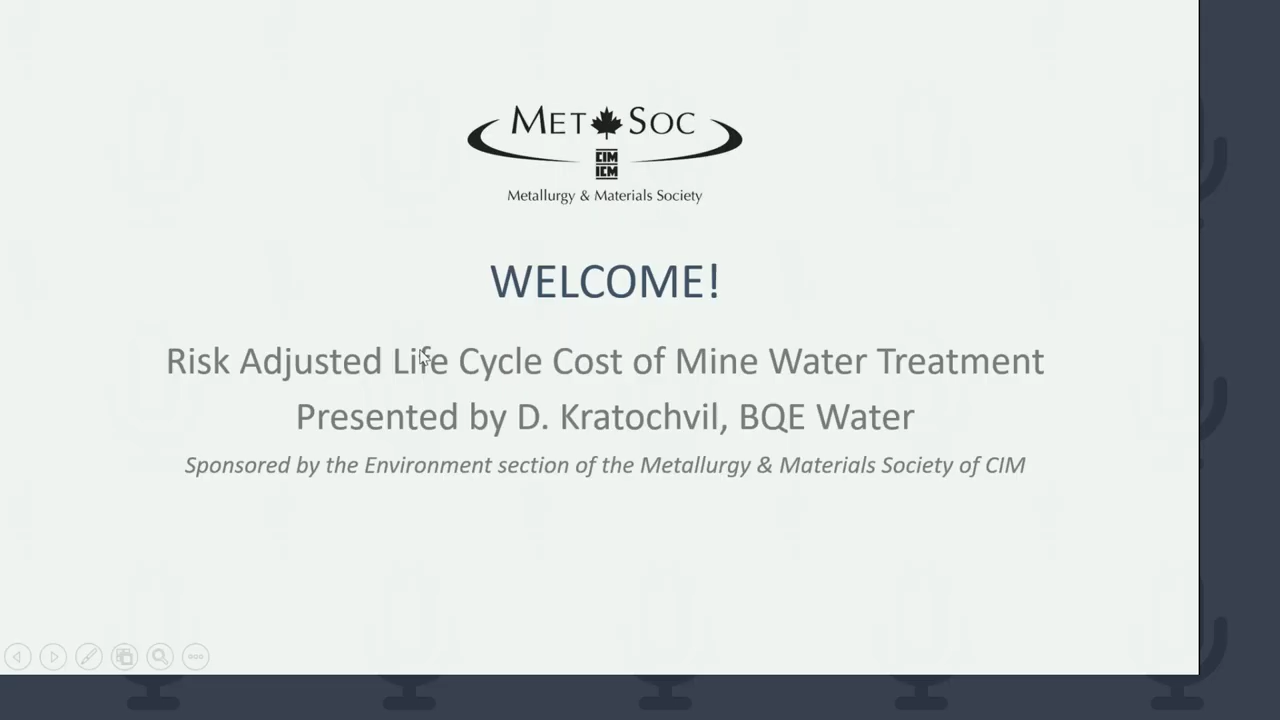 MET SOC
CIM
ICM
Metallurgy & Materials Society
WELCOME!
Risk Adjusted Life Cycle Cost of Mine Water Treatment
Presented by D. Kratochvil, BQE Water
Sponsored by the Environment section of the Metallurgy & Materials Society of CIM